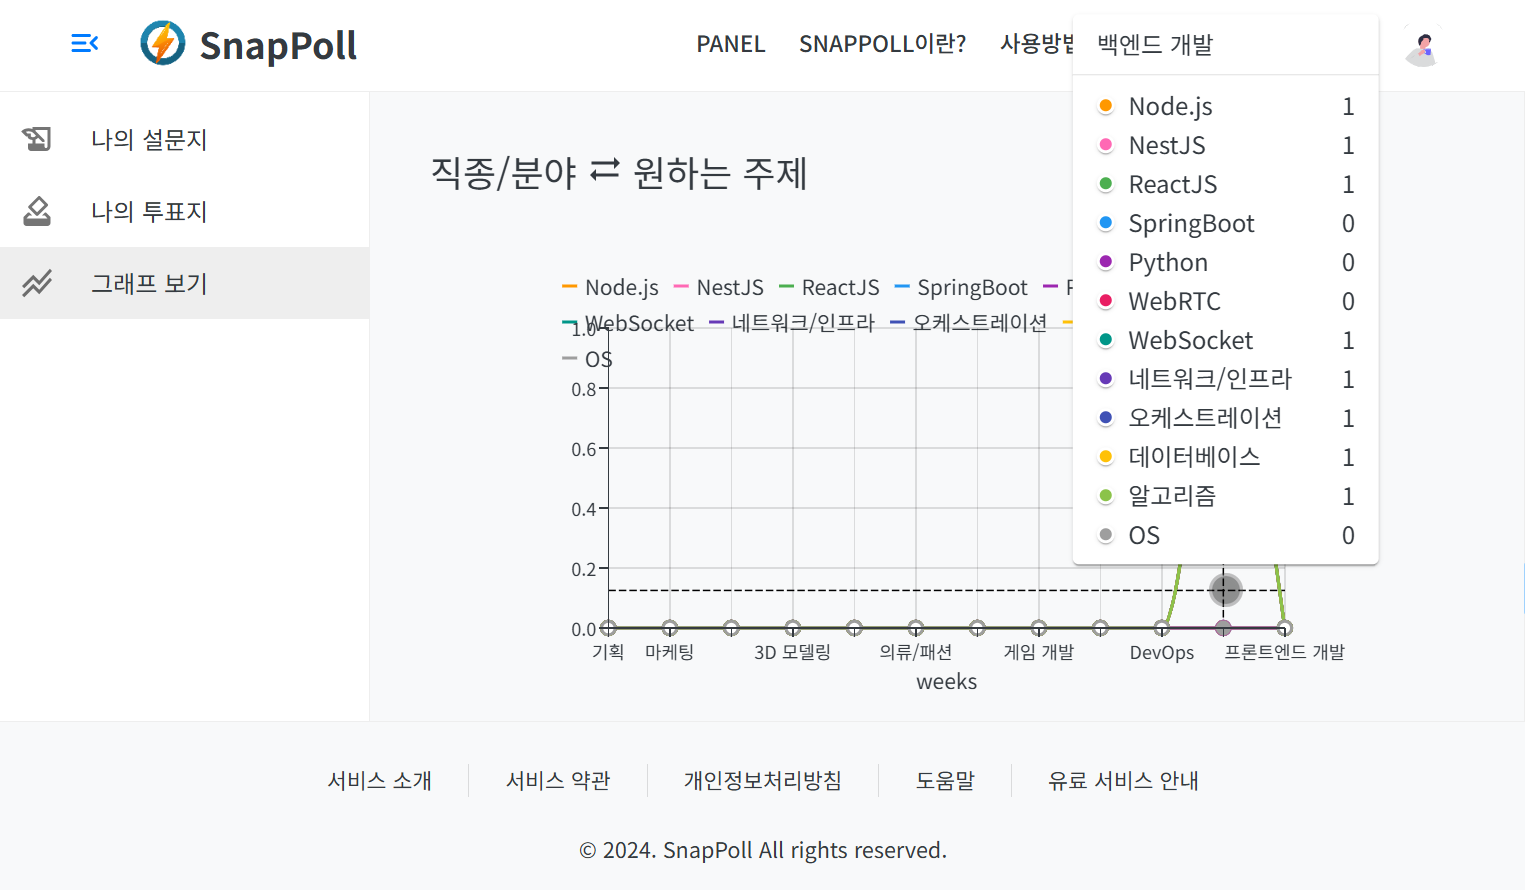 SnapPoll
PANEL
SNAPPOLL이란?
사용방법
나의 설문지
나의 투표지
그래프 보기
직종/분야 ⇄ 원하는 주제
Node.js
NestJS
ReactJS
SpringBoot
WebSocket
네트워크/인프라
오케스트레이션
OS
1.0
0.8
0.6
0.4
0.2
0.0
기획
마케팅
3D 모델링
의류/패션
게임 개발
DevOps
프론트엔드 개발
weeks
백엔드 개발
Node.js 1
NestJS 1
ReactJS 1
SpringBoot 0
Python 0
WebRTC 0
WebSocket 1
네트워크/인프라 1
오케스트레이션 1
데이터베이스 1
알고리즘 1
OS 0
서비스 소개
서비스 약관
개인정보처리방침
도움말
유료 서비스 안내
© 2024. SnapPoll All rights reserved.